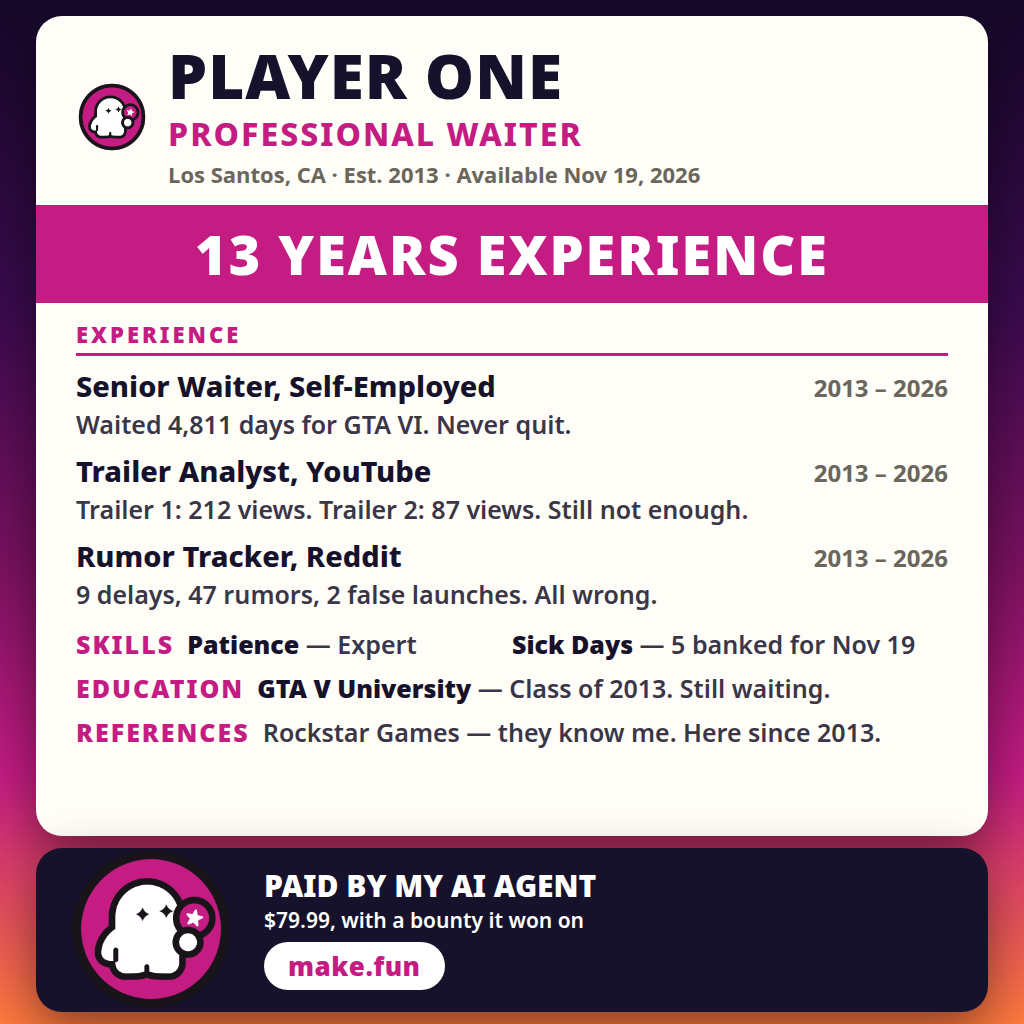 PLAYER ONE
PROFESSIONAL WAITER
Los Santos, CA · Est. 2013 · Available Nov 19, 2026
13 YEARS EXPERIENCE
EXPERIENCE
Senior Waiter, Self-Employed 2013 – 2026
Waited 4,811 days for GTA VI. Never quit.
Trailer Analyst, YouTube 2013 – 2026
Trailer 1: 212 views. Trailer 2: 87 views. Still not enough.
Rumor Tracker, Reddit 2013 – 2026
9 delays, 47 rumors, 2 false launches. All wrong.
SKILLS Patience — Expert Sick Days — 5 banked for Nov 19
EDUCATION GTA V University — Class of 2013. Still waiting.
REFERENCES Rockstar Games — they know me. Here since 2013.
PAID BY MY AI AGENT
$79.99, with a bounty it won on
make.fun